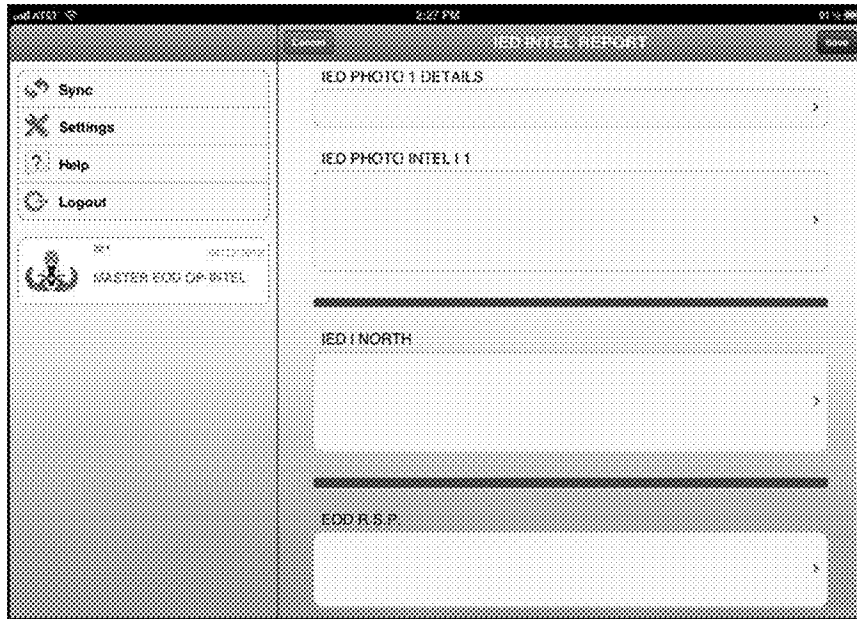 AT&T
2:27 PM
IED INTEL REPORT
Sync
Settings
Help
Logout
MASTER EOD OP-INTEL
IED PHOTO 1 DETAILS
IED PHOTO INTEL I 1
IED I NORTH
EOD R.S.P.